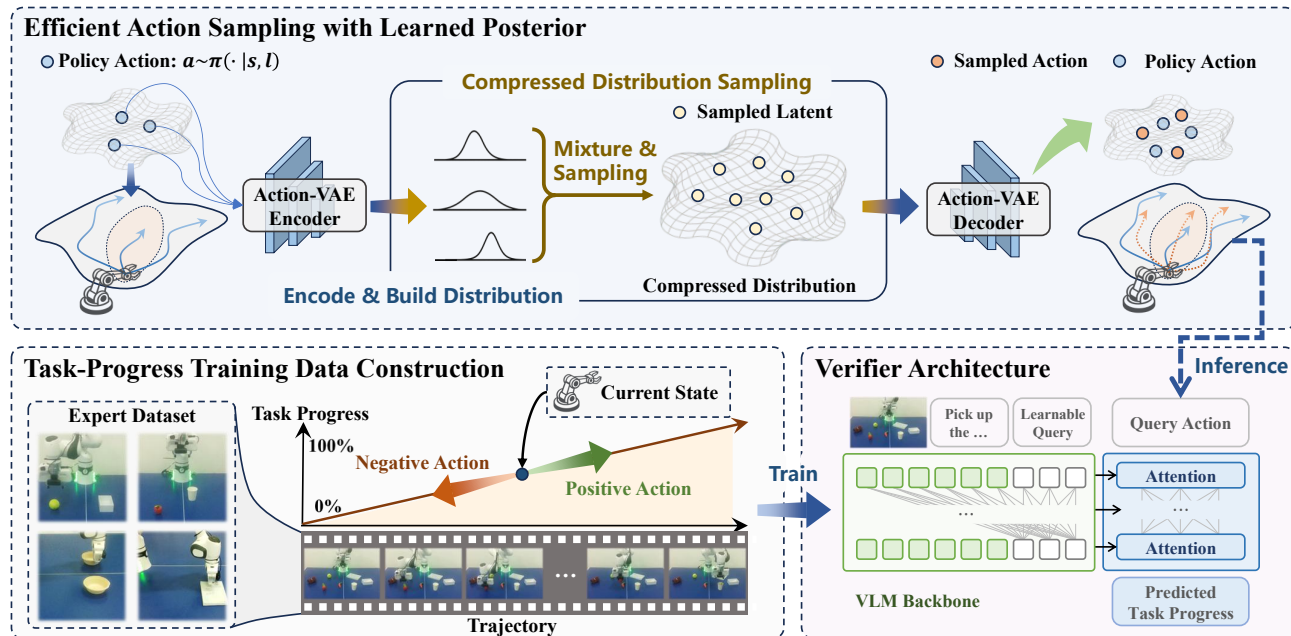 Efficient Action Sampling with Learned Posterior
Policy Action: a~π(· |s, l)
Compressed Distribution Sampling
Sampled Action
Policy Action
Sampled Latent
Mixture &
Sampling
Action-VAE
Encoder
Action-VAE
Decoder
Encode & Build Distribution
Compressed Distribution
Task-Progress Training Data Construction
Expert Dataset
Task Progress
100%
0%
Current State
Negative Action
Positive Action
...
Trajectory
Train
Verifier Architecture
Inference
Pick up
the ...
Learnable
Query
Query Action
Attention
...
...
Attention
VLM Backbone
Predicted
Task Progress